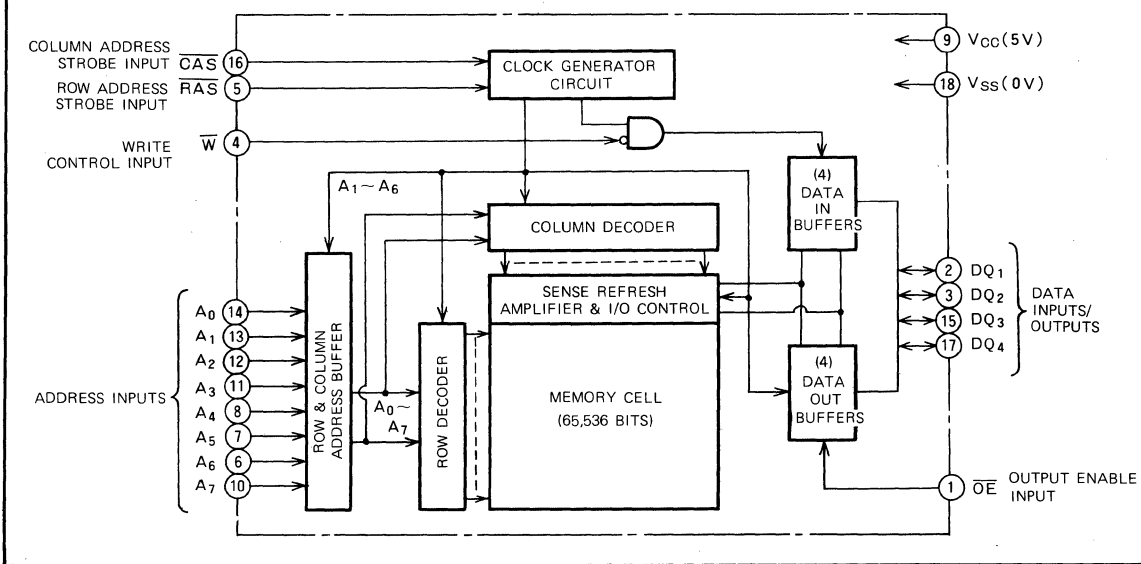 COLUMN ADDRESS
STROBE INPUT CAS 16
ROW ADDRESS RAS 5
STROBE INPUT
WRITE W 4
CONTROL INPUT
CLOCK GENERATOR
CIRCUIT
9 VCC(5V)
18 VSS(0V)
A1~A6
COLUMN DECODER
(4)
DATA
IN
BUFFERS
SENSE REFRESH
AMPLIFIER & I/O CONTROL
2 DQ1
3 DQ2
15 DQ3
17 DQ4
DATA
INPUTS/
OUTPUTS
ADDRESS INPUTS
A0 14
A1 13
A2 12
A3 11
A4 8
A5 7
A6 6
A7 10
ROW & COLUMN
ADDRESS BUFFER
A0~
A7
ROW DECODER
MEMORY CELL
(65,536 BITS)
(4)
DATA
OUT
BUFFERS
1 OE OUTPUT ENABLE
INPUT